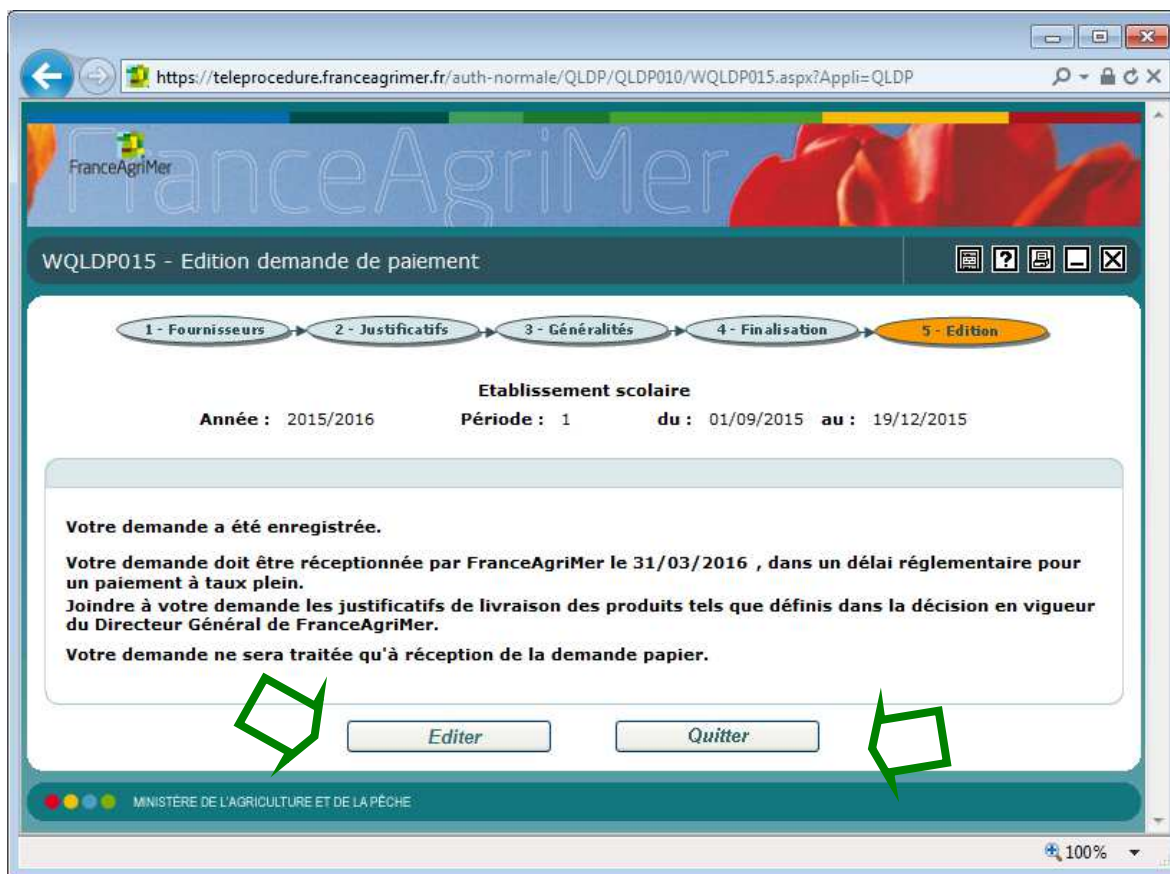 https://teleprocedure.franceagrimer.fr/auth-normale/QLDP/QLDP010/WQLDP015.aspx?Appli=QLDP
FranceAgriMer
FranceAgriMer
WQLDP015 - Edition demande de paiement
1 - Fournisseurs
2 - Justificatifs
3 - Généralités
4 - Finalisation
5 - Edition
Etablissement scolaire
Année : 2015/2016 Période : 1 du : 01/09/2015 au : 19/12/2015
Votre demande a été enregistrée.
Votre demande doit être réceptionnée par FranceAgriMer le 31/03/2016 , dans un délai réglementaire pour
un paiement à taux plein.
Joindre à votre demande les justificatifs de livraison des produits tels que définis dans la décision en vigueur
du Directeur Général de FranceAgriMer.
Votre demande ne sera traitée qu'à réception de la demande papier.
Editer
Quitter
MINISTÈRE DE L'AGRICULTURE ET DE LA PÊCHE
100%